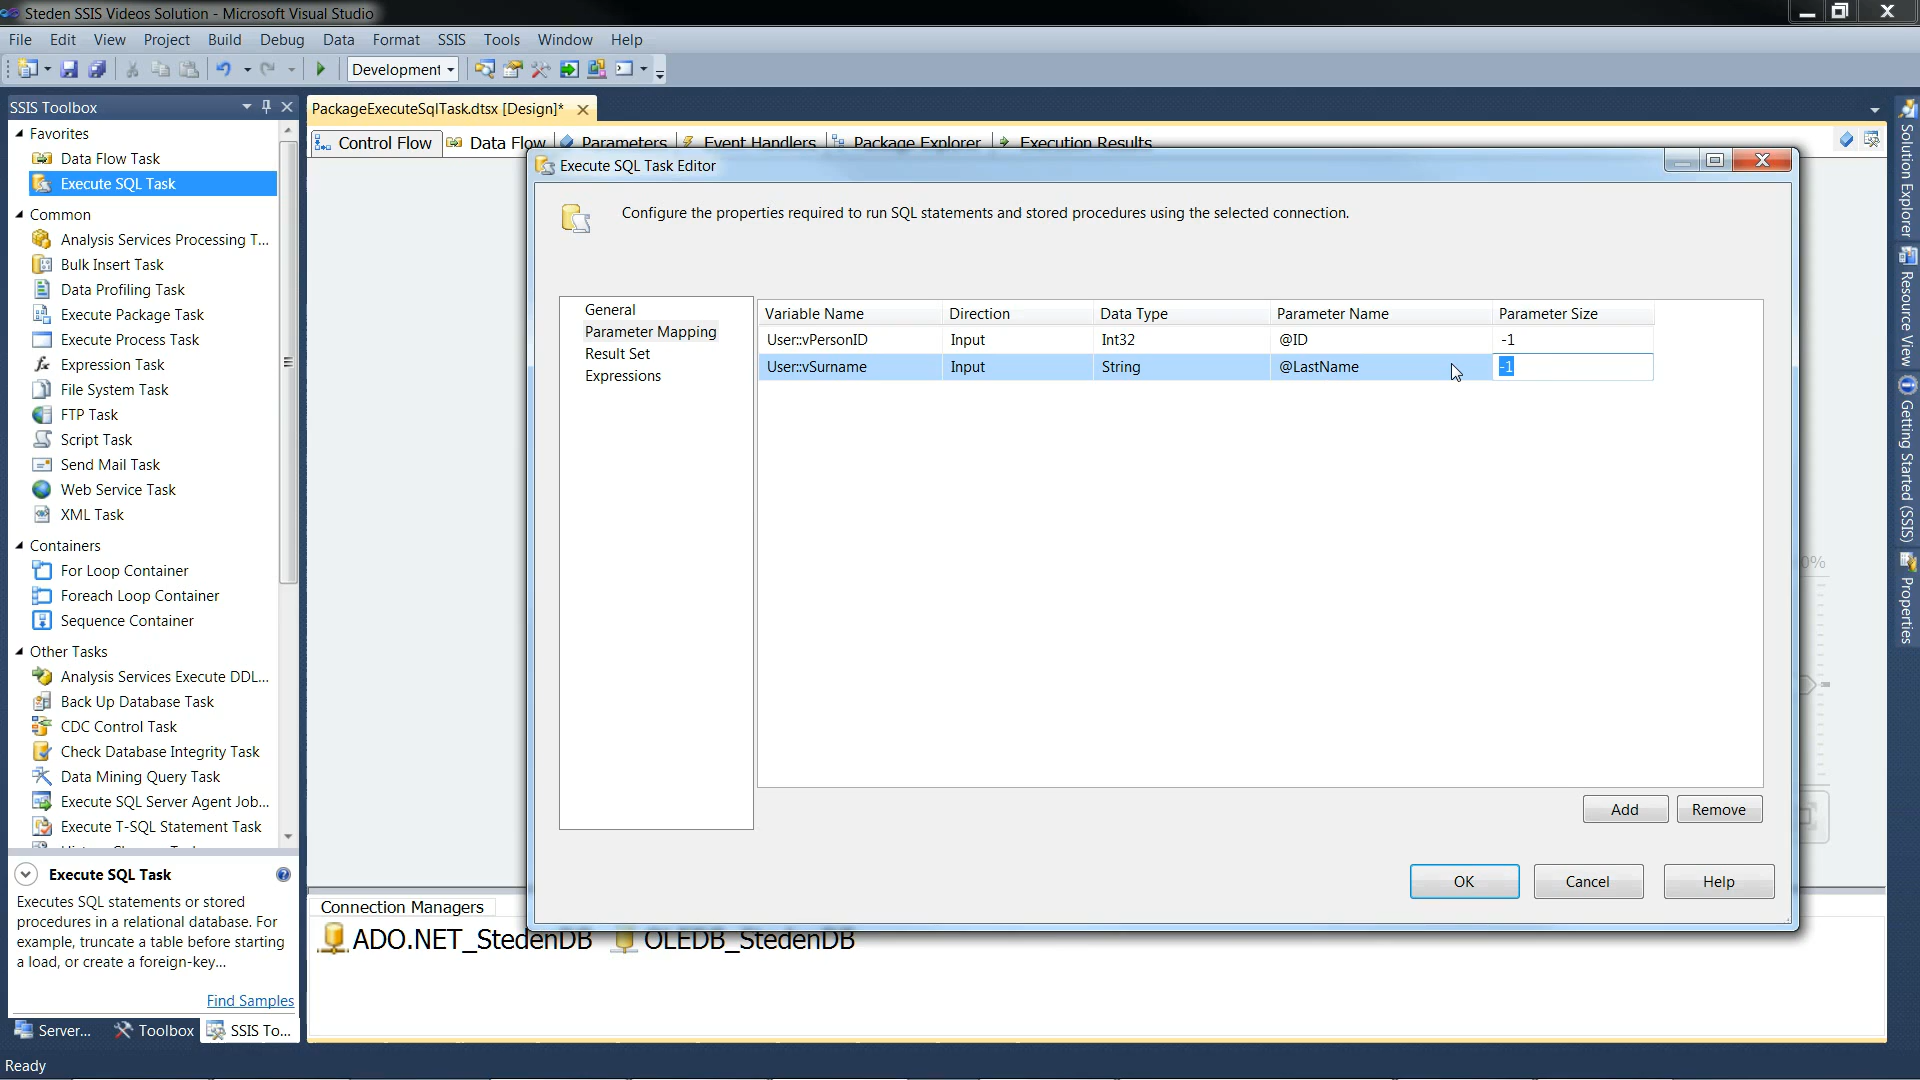 Steden SSIS Videos Solution - Microsoft Visual Studio
File Edit View Project Build Debug Data Format SSIS Tools Window Help
Development
SSIS Toolbox
Favorites
Data Flow Task
Execute SQL Task
Common
Analysis Services Processing T...
Bulk Insert Task
Data Profiling Task
Execute Package Task
Execute Process Task
Expression Task
File System Task
FTP Task
Script Task
Send Mail Task
Web Service Task
XML Task
Containers
For Loop Container
Foreach Loop Container
Sequence Container
Other Tasks
Analysis Services Execute DDL...
Back Up Database Task
CDC Control Task
Check Database Integrity Task
Data Mining Query Task
Execute SQL Server Agent Job...
Execute T-SQL Statement Task
Execute SQL Task
Executes SQL statements or stored
procedures in a relational database. For
example, truncate a table before starting
a load, or create a foreign-key...
Find Samples
Server... Toolbox SSIS To...
Ready
PackageExecuteSqlTask.dtsx [Design]*
Control Flow Data Flow Parameters Event Handlers Package Explorer Execution Results
Execute SQL Task Editor
Configure the properties required to run SQL statements and stored procedures using the selected connection.
General
Parameter Mapping
Result Set
Expressions
Variable Name Direction Data Type Parameter Name Parameter Size
User::vPersonID Input Int32 @ID -1
User::vSurname Input String @LastName -1
Add Remove
OK Cancel Help
0%
Connection Managers
ADO.NET_StedenDB OLEDB_StedenDB
Solution Explorer
Resource View
Getting Started (SSIS)
Properties